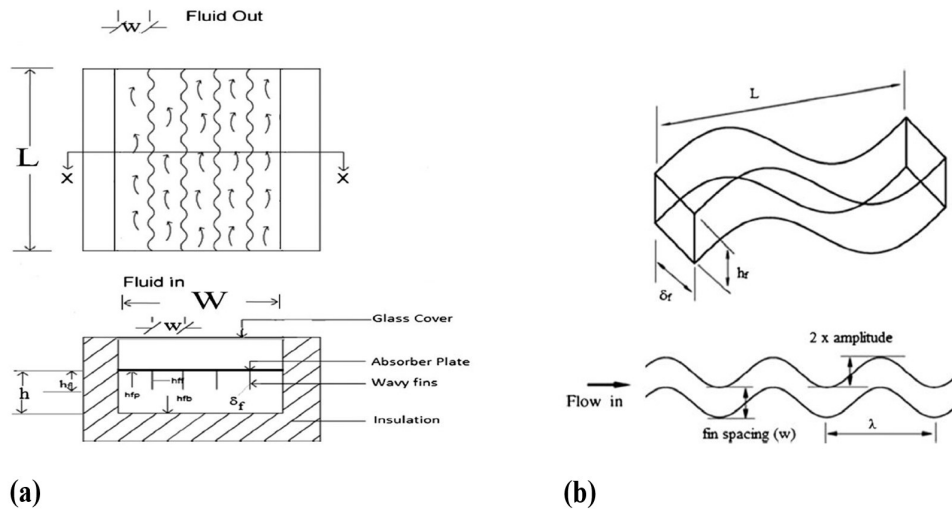 w
Fluid Out
L
x
x
Fluid in
W
w
Glass Cover
Absorber Plate
Wavy fins
Insulation
h
hfp
hff
hfb
δf
(a)
L
hf
δf
2 x amplitude
Flow in
fin spacing (w)
λ
(b)